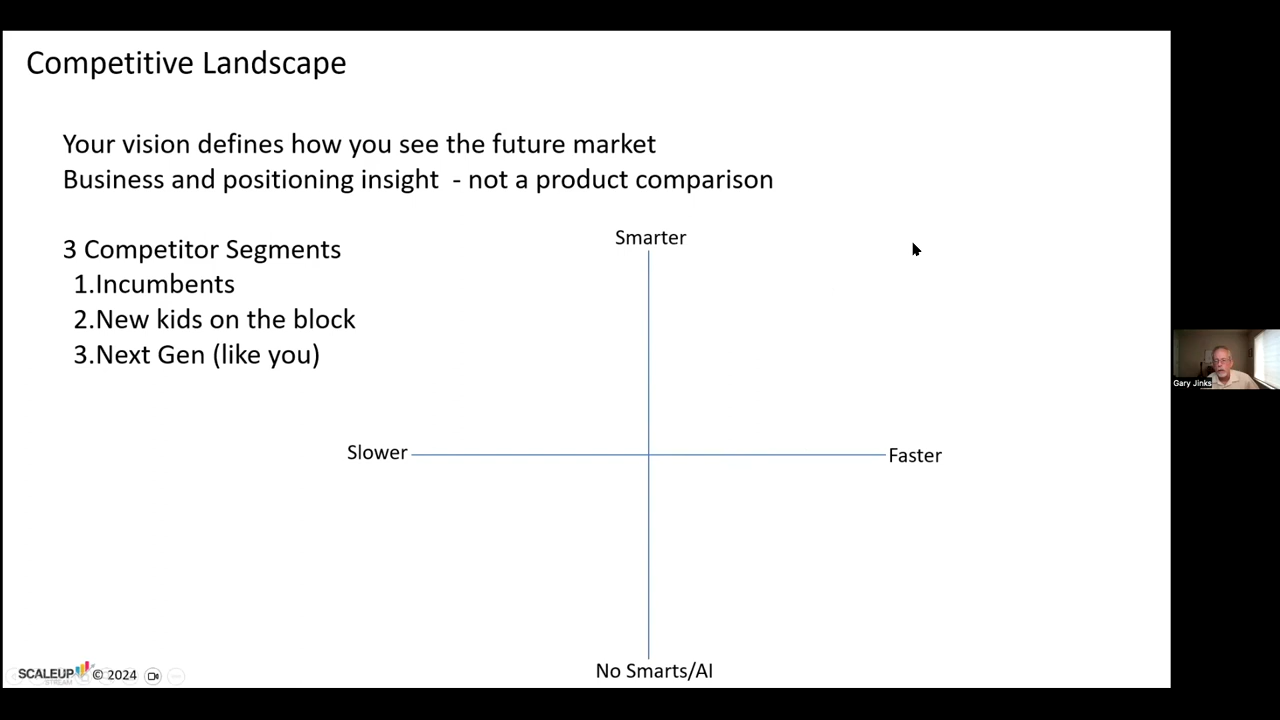 Competitive Landscape
Your vision defines how you see the future market
Business and positioning insight - not a product comparison
3 Competitor Segments
1.Incumbents
2.New kids on the block
3.Next Gen (like you)
Smarter
Slower
Faster
No Smarts/AI
Gary Jinks
SCALEUP
STREAM
© 2024